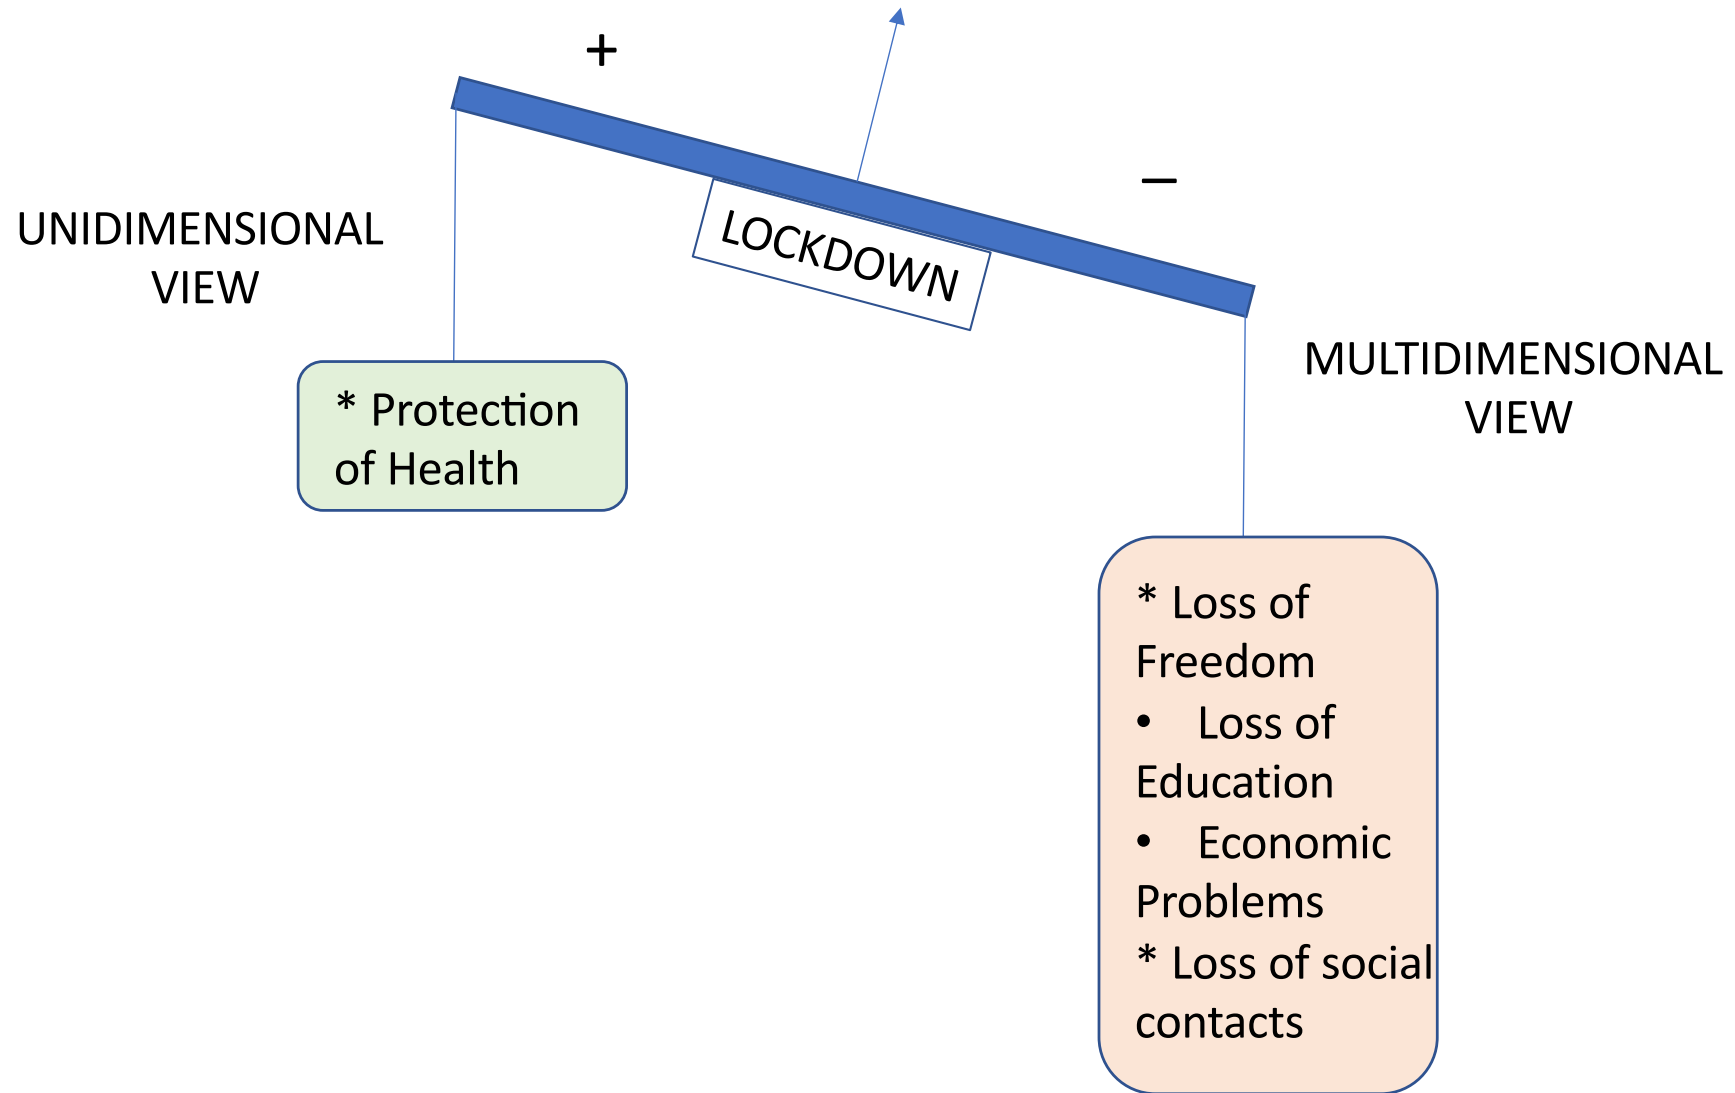 +
–
UNIDIMENSIONAL
VIEW
LOCKDOWN
MULTIDIMENSIONAL
VIEW
* Protection
of Health
* Loss of
Freedom
• Loss of
Education
• Economic
Problems
* Loss of social
contacts